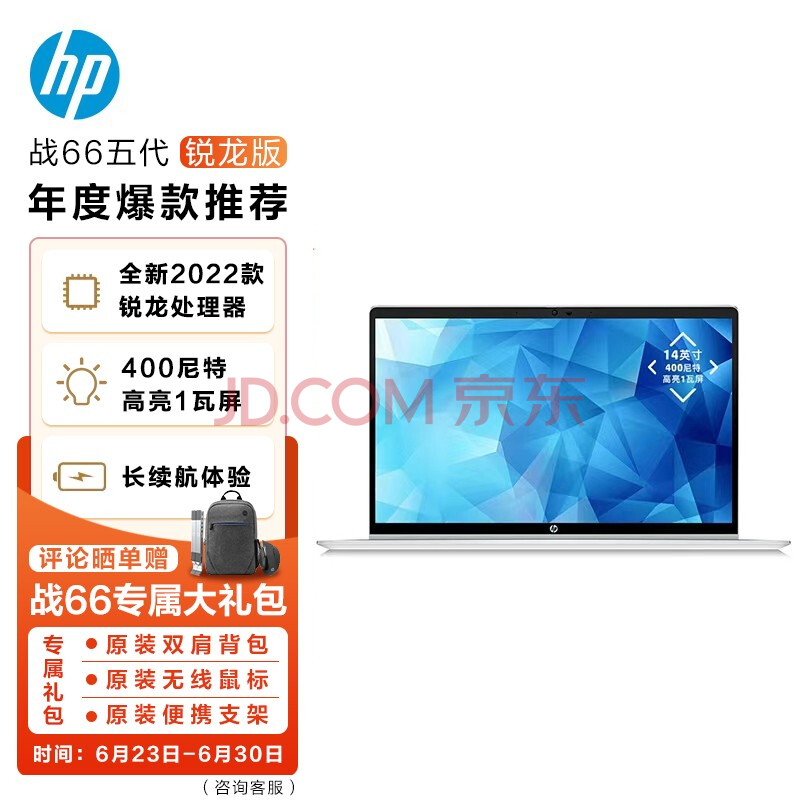 hp
战66五代 锐龙版
年度爆款推荐
全新2022款
锐龙处理器
400尼特
高亮1瓦屏
长续航体验
JD.COM 京东
14英寸
400尼特
高亮1瓦屏
hp
评论晒单赠
战66专属大礼包
专属礼包
• 原装双肩背包
• 原装无线鼠标
• 原装便携支架
时间：6月23日-6月30日
（咨询客服）